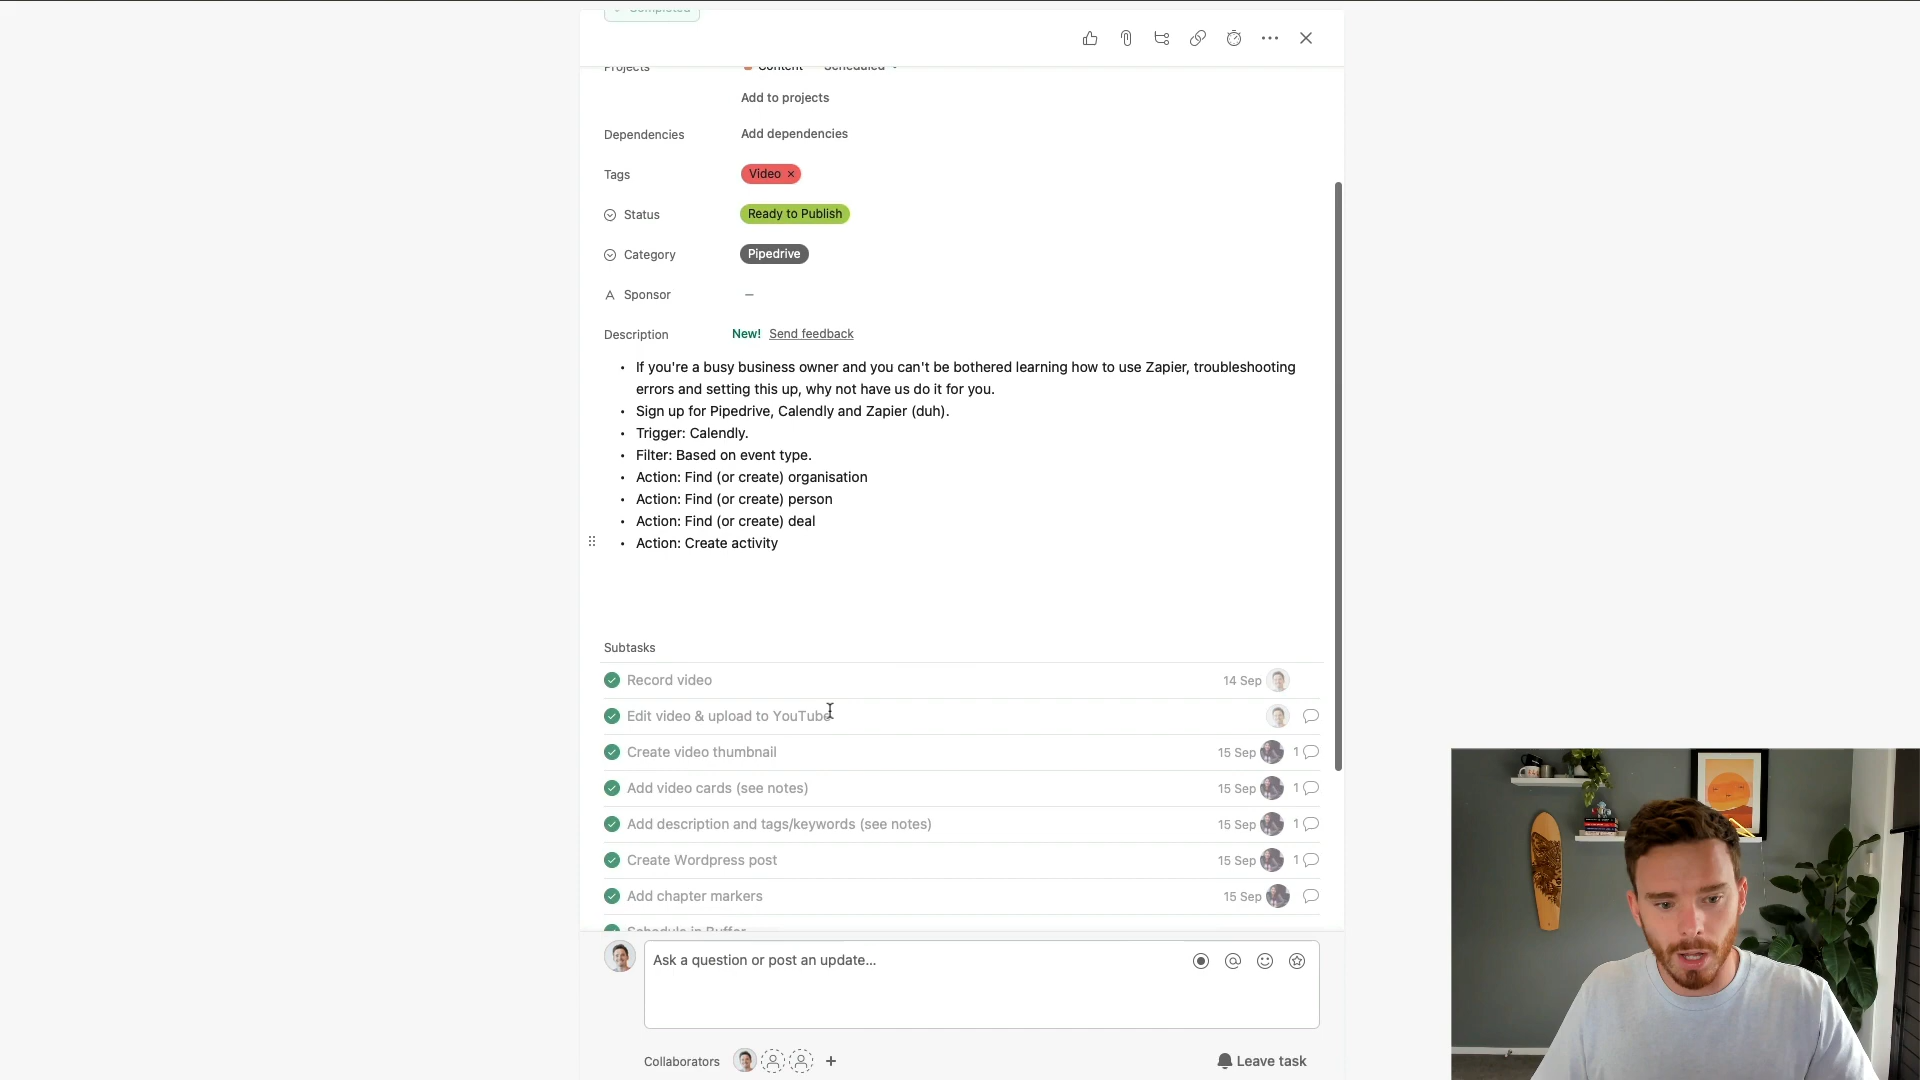 Completed
Projects Content Scheduled
Add to projects
Dependencies Add dependencies
Tags Video ×
Status Ready to Publish
Category Pipedrive
Sponsor —
Description New! Send feedback
• If you're a busy business owner and you can't be bothered learning how to use Zapier, troubleshooting
errors and setting this up, why not have us do it for you.
• Sign up for Pipedrive, Calendly and Zapier (duh).
• Trigger: Calendly.
• Filter: Based on event type.
• Action: Find (or create) organisation
• Action: Find (or create) person
• Action: Find (or create) deal
• Action: Create activity
Subtasks
Record video 14 Sep
Edit video & upload to YouTube
Create video thumbnail 15 Sep 1
Add video cards (see notes) 15 Sep 1
Add description and tags/keywords (see notes) 15 Sep 1
Create Wordpress post 15 Sep 1
Add chapter markers 15 Sep
Schedule in Buffer
Ask a question or post an update...
Collaborators + Leave task